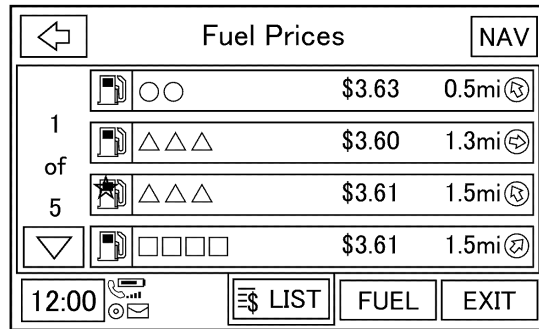 Fuel Prices NAV
○○ $3.63 0.5mi
△△△ $3.60 1.3mi
△△△ $3.61 1.5mi
□□□□ $3.61 1.5mi
1
of
5
12:00 $ LIST FUEL EXIT